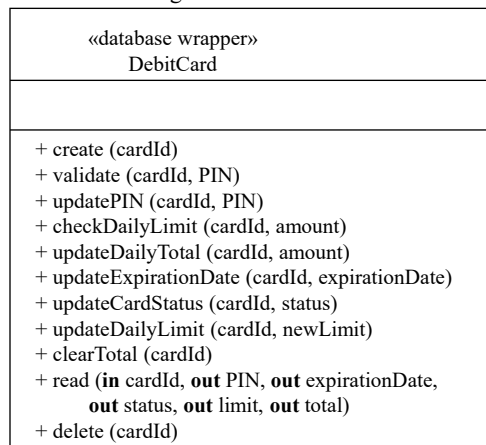 «database wrapper»
DebitCard
+ create (cardId)
+ validate (cardId, PIN)
+ updatePIN (cardId, PIN)
+ checkDailyLimit (cardId, amount)
+ updateDailyTotal (cardId, amount)
+ updateExpirationDate (cardId, expirationDate)
+ updateCardStatus (cardId, status)
+ updateDailyLimit (cardId, newLimit)
+ clearTotal (cardId)
+ read (in cardId, out PIN, out expirationDate,
out status, out limit, out total)
+ delete (cardId)